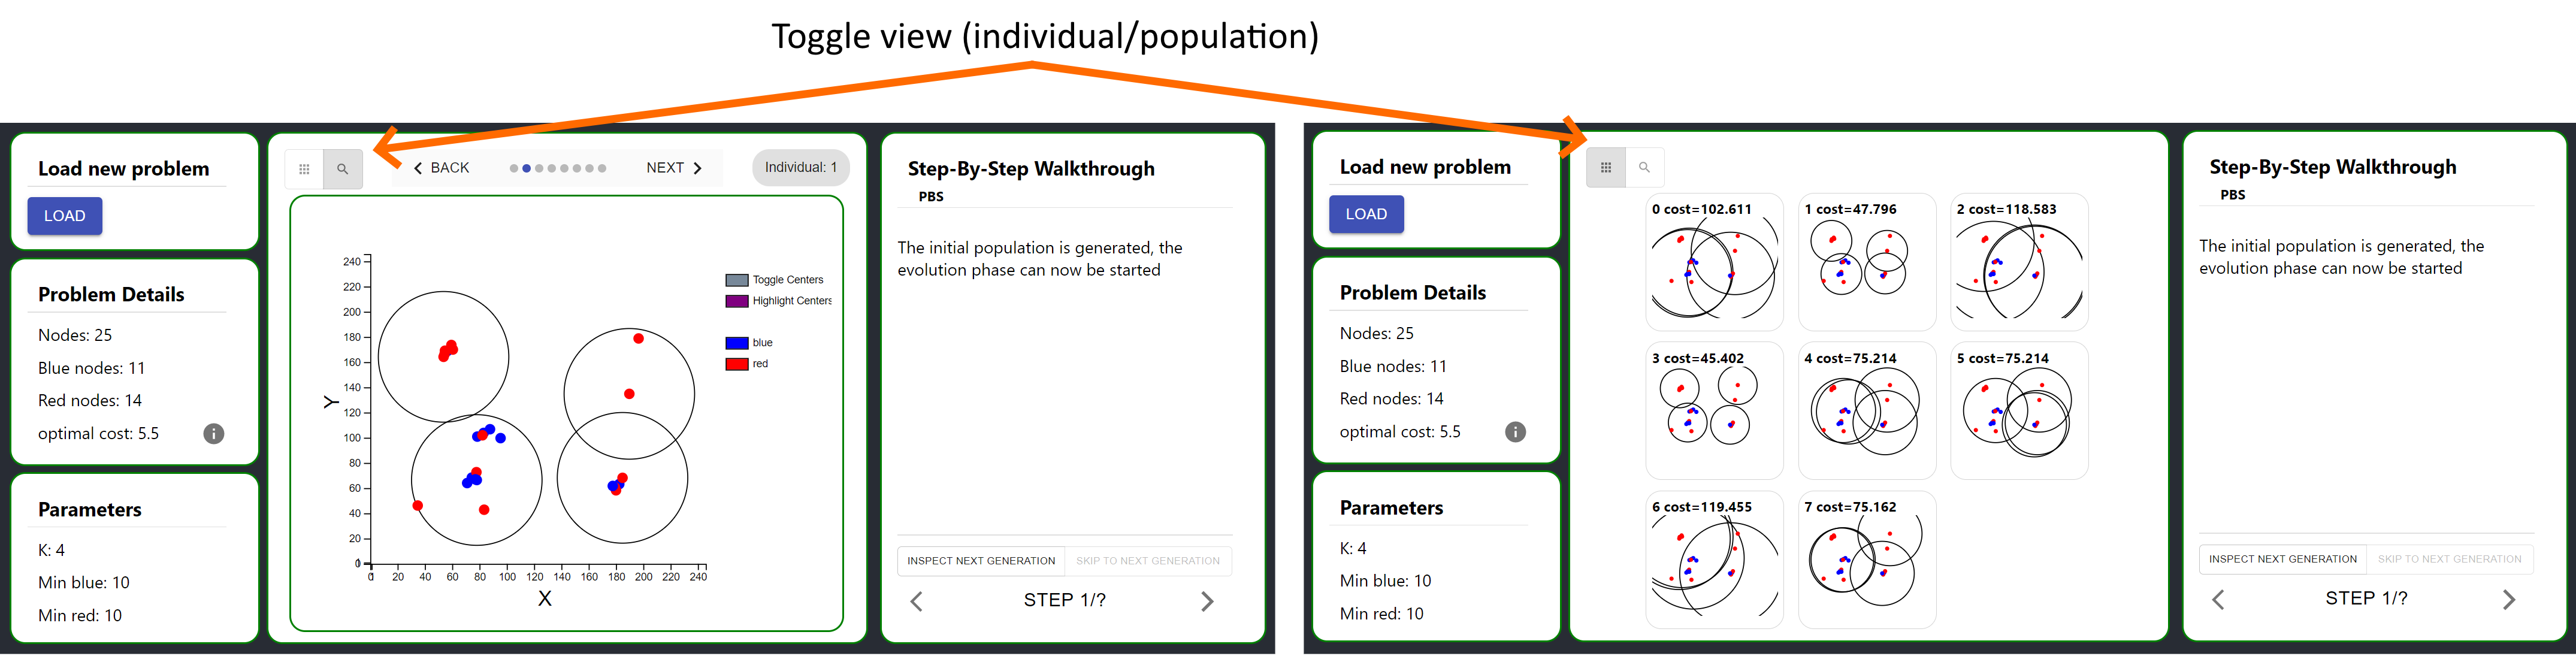 Toggle view (individual/population)
Load new problem
LOAD
Problem Details
Nodes: 25
Blue nodes: 11
Red nodes: 14
optimal cost: 5.5
Parameters
K: 4
Min blue: 10
Min red: 10
BACK
NEXT
Individual: 1
240
220
200
180
160
140
120
100
80
60
40
20
0
Y
0 20 40 60 80 100 120 140 160 180 200 220 240
X
Toggle Centers
Highlight Centers
blue
red
Step-By-Step Walkthrough
PBS
The initial population is generated, the
evolution phase can now be started
INSPECT NEXT GENERATION SKIP TO NEXT GENERATION
STEP 1/?
Load new problem
LOAD
Problem Details
Nodes: 25
Blue nodes: 11
Red nodes: 14
optimal cost: 5.5
Parameters
K: 4
Min blue: 10
Min red: 10
0 cost=102.611
1 cost=47.796
2 cost=118.583
3 cost=45.402
4 cost=75.214
5 cost=75.214
6 cost=119.455
7 cost=75.162
Step-By-Step Walkthrough
PBS
The initial population is generated, the
evolution phase can now be started
INSPECT NEXT GENERATION SKIP TO NEXT GENERATION
STEP 1/?